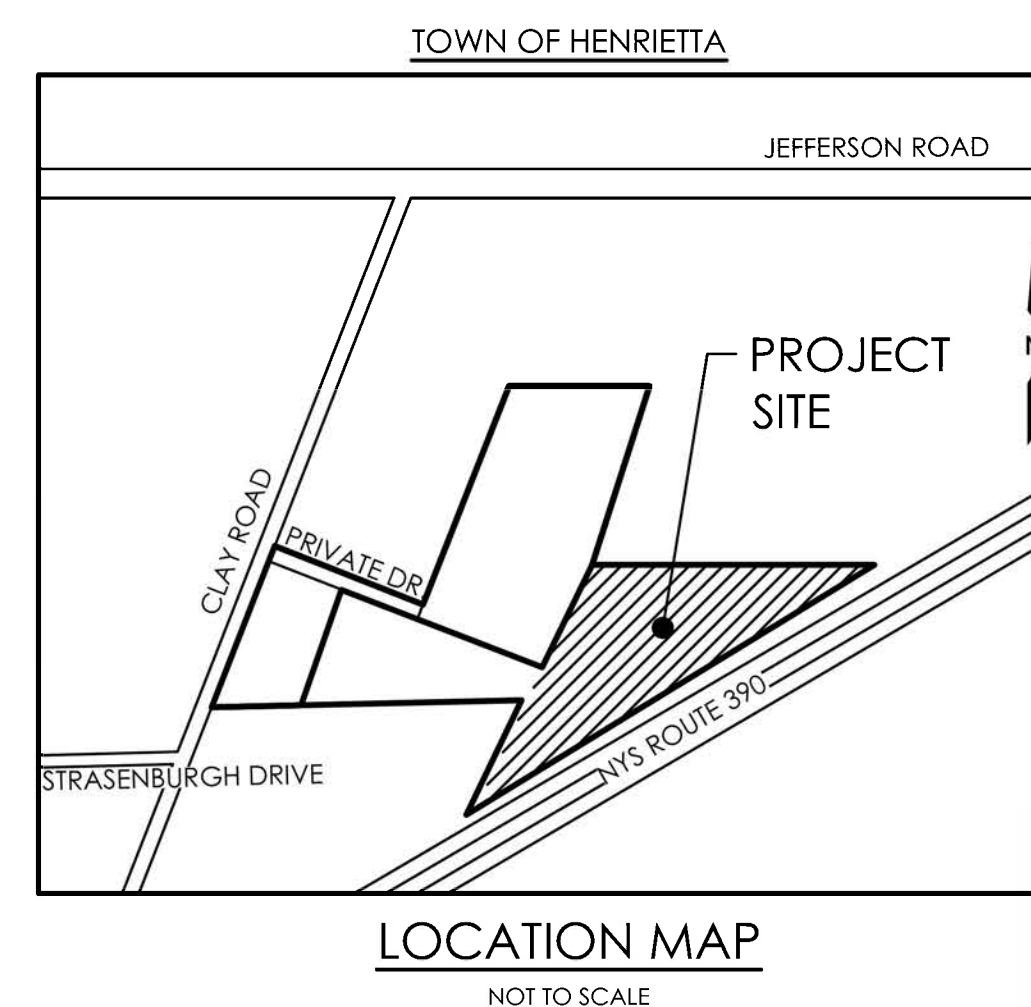 TOWN OF HENRIETTA
JEFFERSON ROAD
PROJECT
SITE
CLAY ROAD
PRIVATE DR.
NYS ROUTE 390
STRASENBURGH DRIVE
LOCATION MAP
NOT TO SCALE